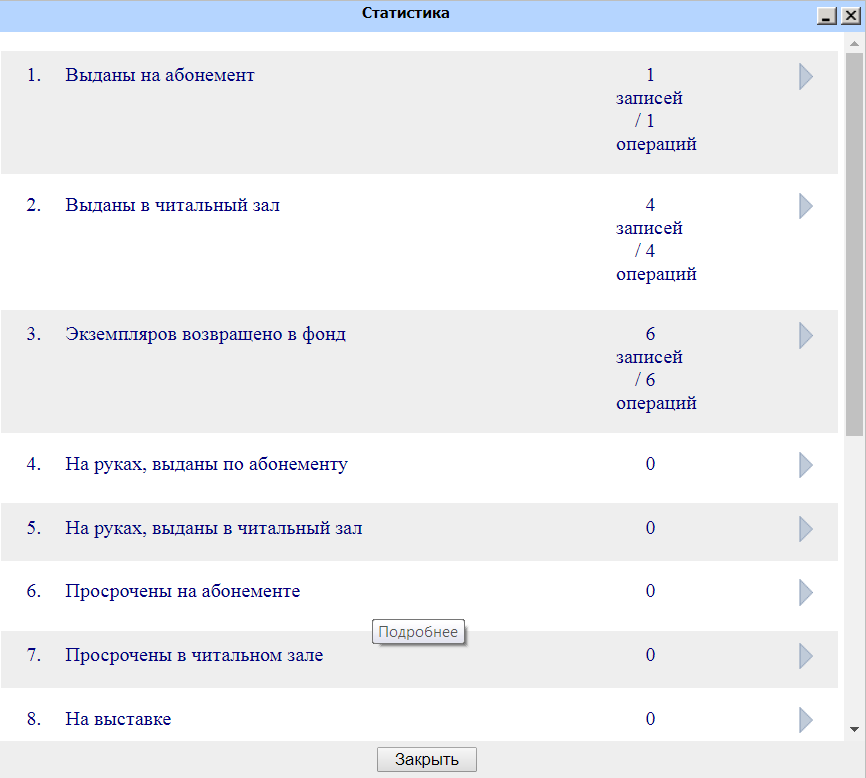 Статистика
1. Выданы на абонемент 1
записей
/ 1
операций
2. Выданы в читальный зал 4
записей
/ 4
операций
3. Экземпляров возвращено в фонд 6
записей
/ 6
операций
4. На руках, выданы по абонементу 0
5. На руках, выданы в читальный зал 0
6. Просрочены на абонементе 0
Подробнее
7. Просрочены в читальном зале 0
8. На выставке 0
Закрыть